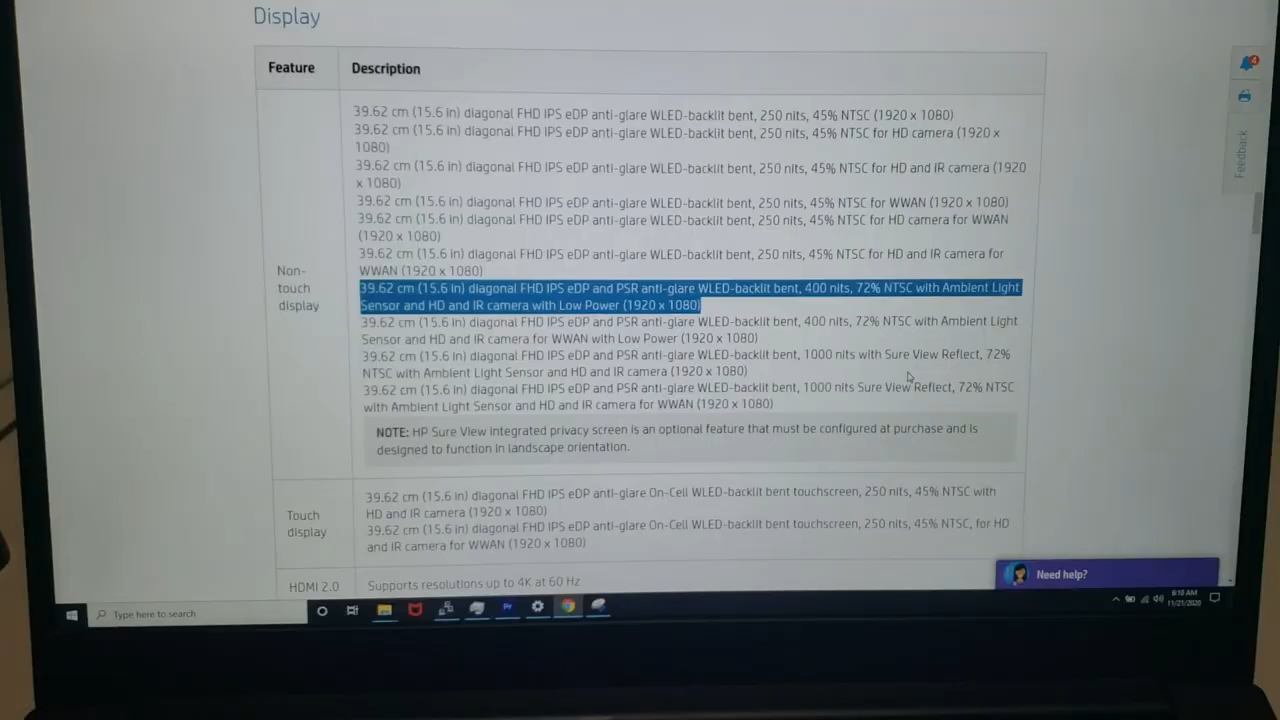 Display
Feature
Description
39.62 cm (15.6 in) diagonal FHD IPS eDP anti-glare WLED-backlit bent, 250 nits, 45% NTSC (1920 x 1080)
39.62 cm (15.6 in) diagonal FHD IPS eDP anti-glare WLED-backlit bent, 250 nits, 45% NTSC for HD camera (1920 x
1080)
39.62 cm (15.6 in) diagonal FHD IPS eDP anti-glare WLED-backlit bent, 250 nits, 45% NTSC for HD and IR camera (1920
x 1080)
39.62 cm (15.6 in) diagonal FHD IPS eDP anti-glare WLED-backlit bent, 250 nits, 45% NTSC for WWAN (1920 x 1080)
39.62 cm (15.6 in) diagonal FHD IPS eDP anti-glare WLED-backlit bent, 250 nits, 45% NTSC for HD camera for WWAN
(1920 x 1080)
39.62 cm (15.6 in) diagonal FHD IPS eDP anti-glare WLED-backlit bent, 250 nits, 45% NTSC for HD and IR camera for
WWAN (1920 x 1080)
Non-
touch
display
39.62 cm (15.6 in) diagonal FHD IPS eDP and PSR anti-glare WLED-backlit bent, 400 nits, 72% NTSC with Ambient Light
Sensor and HD and IR camera with Low Power (1920 x 1080)
39.62 cm (15.6 in) diagonal FHD IPS eDP and PSR anti-glare WLED-backlit bent, 400 nits, 72% NTSC with Ambient Light
Sensor and HD and IR camera for WWAN with Low Power (1920 x 1080)
39.62 cm (15.6 in) diagonal FHD IPS eDP and PSR anti-glare WLED-backlit bent, 1000 nits with Sure View Reflect, 72%
NTSC with Ambient Light Sensor and HD and IR camera (1920 x 1080)
39.62 cm (15.6 in) diagonal FHD IPS eDP and PSR anti-glare WLED-backlit bent, 1000 nits Sure View Reflect, 72% NTSC
with Ambient Light Sensor and HD and IR camera for WWAN (1920 x 1080)
NOTE: HP Sure View integrated privacy screen is an optional feature that must be configured at purchase and is
designed to function in landscape orientation.
Touch
display
39.62 cm (15.6 in) diagonal FHD IPS eDP anti-glare On-Cell WLED-backlit bent touchscreen, 250 nits, 45% NTSC with
HD and IR camera (1920 x 1080)
39.62 cm (15.6 in) diagonal FHD IPS eDP anti-glare On-Cell WLED-backlit bent touchscreen, 250 nits, 45% NTSC, for HD
and IR camera for WWAN (1920 x 1080)
HDMI 2.0
Supports resolutions up to 4K at 60 Hz
4
Feedback
Need help?
Type here to search
Pr
6:10 AM
11/21/2020